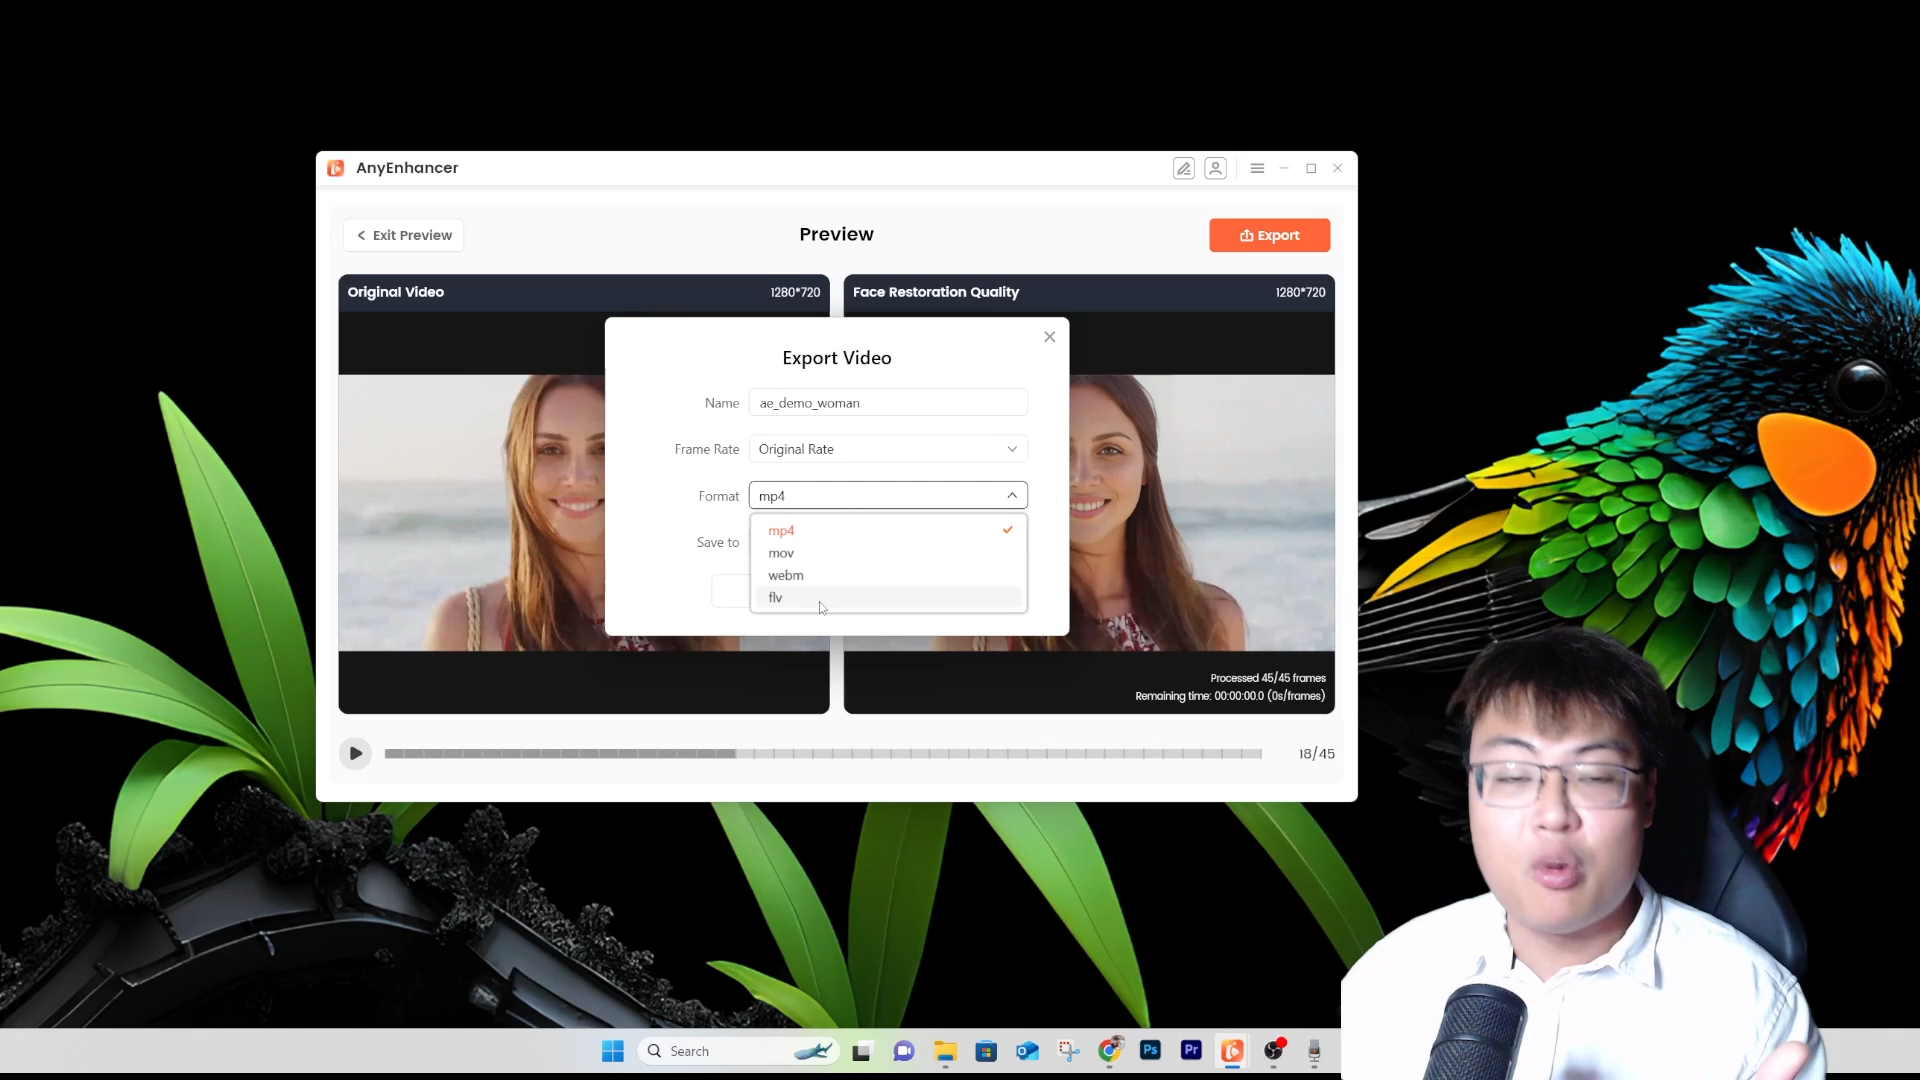 AnyEnhancer
Exit Preview
Preview
Export
Original Video
1280*720
Face Restoration Quality
1280*720
Export Video
Name
ae_demo_woman
Frame Rate
Original Rate
Format
mp4
mp4
mov
Save to
webm
flv
Processed 45/45 frames
Remaining time: 00:00:00.0 (0s/frames)
18/45
Search
Ps
Pr